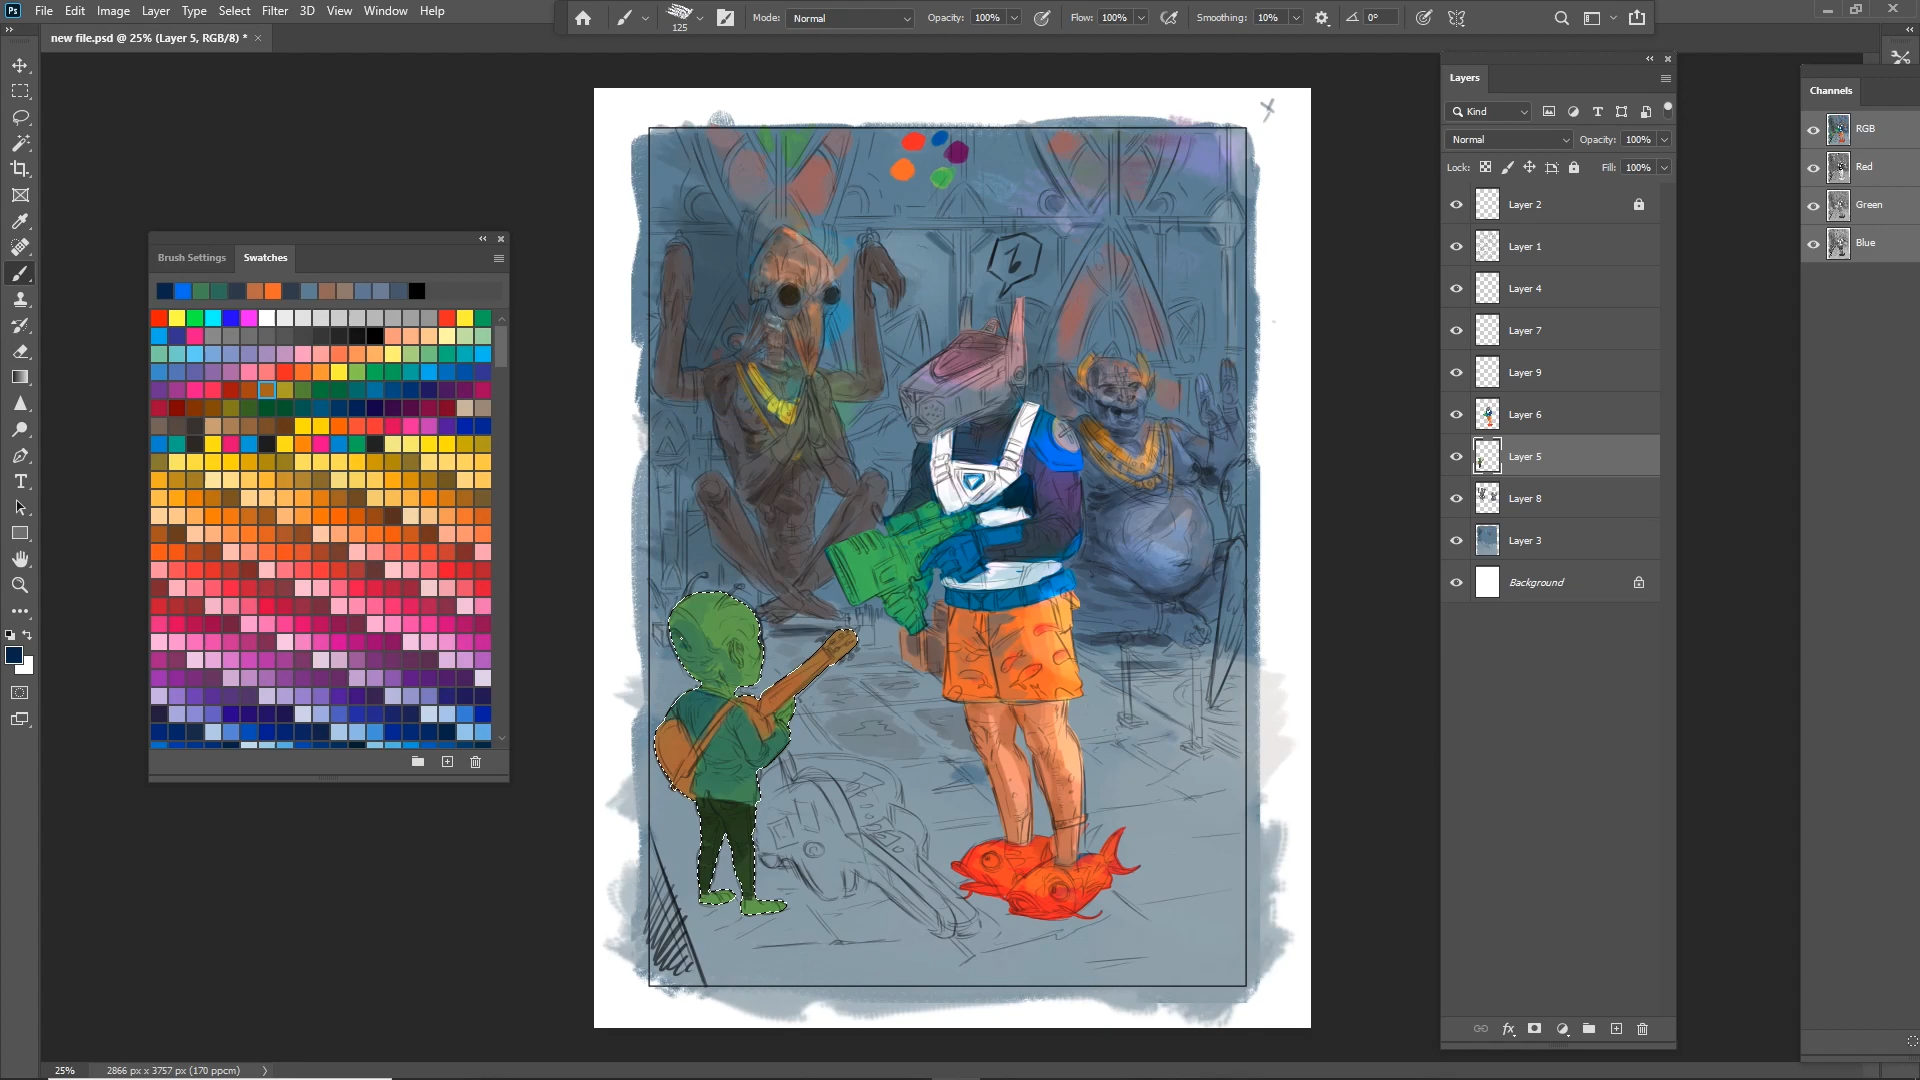 Ps File Edit Image Layer Type Select Filter 3D View Window Help
125 Mode: Normal Opacity: 100% Flow: 100% Smoothing: 10% 0°
new file.psd @ 25% (Layer 5, RGB/8) * ×
Brush Settings Swatches
Layers
Kind
Normal Opacity: 100%
Lock: Fill: 100%
Layer 2
Layer 1
Layer 4
Layer 7
Layer 9
Layer 6
Layer 5
Layer 8
Layer 3
Background
fx
Channels
RGB
Red
Green
Blue
25% 2866 px x 3757 px (170 ppcm)